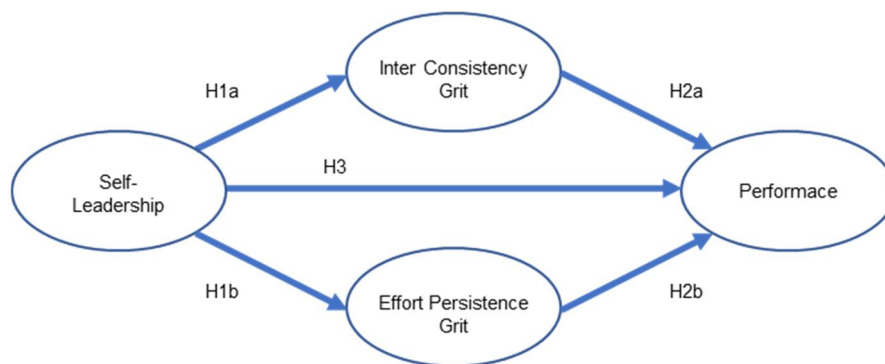 Inter Consistency
Grit
H1a
H2a
H3
Self-
Leadership
Performace
H1b
H2b
Effort Persistence
Grit